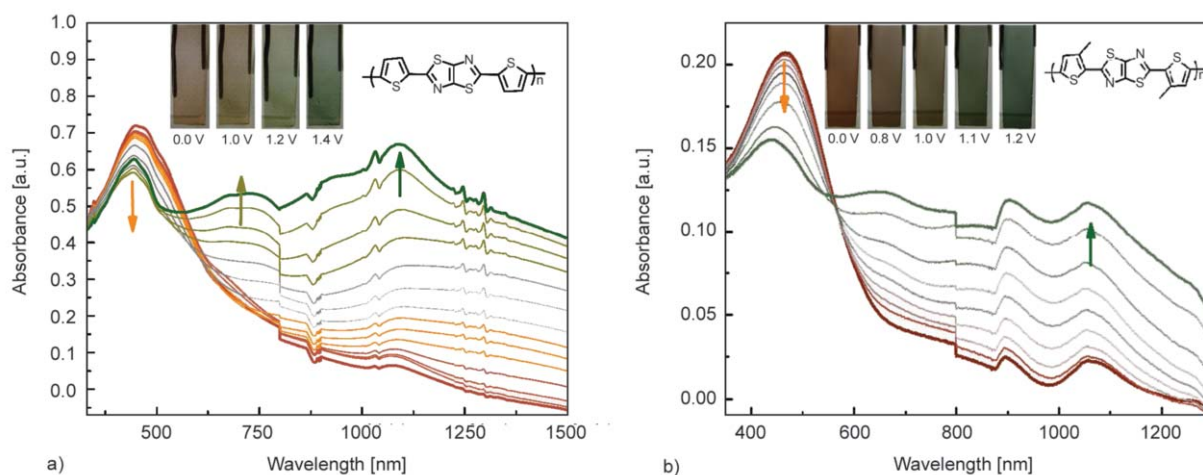 1.0
0.9
0.8
0.7
0.6
0.5
0.4
0.3
0.2
0.1
0.0
Absorbance [a.u.]
0.0 V 1.0 V 1.2 V 1.4 V
S N S S N S n
500 750 1000 1250 1500
a) Wavelength [nm]
0.20
0.15
0.10
0.05
0.00
Absorbance [a.u.]
0.0 V 0.8 V 1.0 V 1.1 V 1.2 V
S S N N S S n
400 600 800 1000 1200
b) Wavelength [nm]